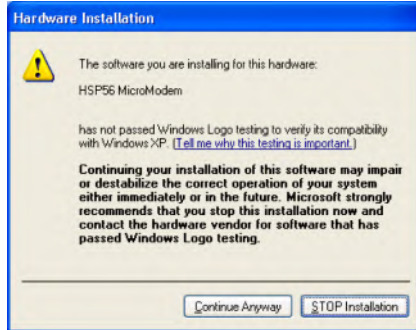 Hardware Installation
The software you are installing for this hardware:
HSP56 MicroModem
has not passed Windows Logo testing to verify its compatibility
with Windows XP. (Tell me why this testing is important.)
Continuing your installation of this software may impair
or destabilize the correct operation of your system
either immediately or in the future. Microsoft strongly
recommends that you stop this installation now and
contact the hardware vendor for software that has
passed Windows Logo testing.
Continue Anyway STOP Installation